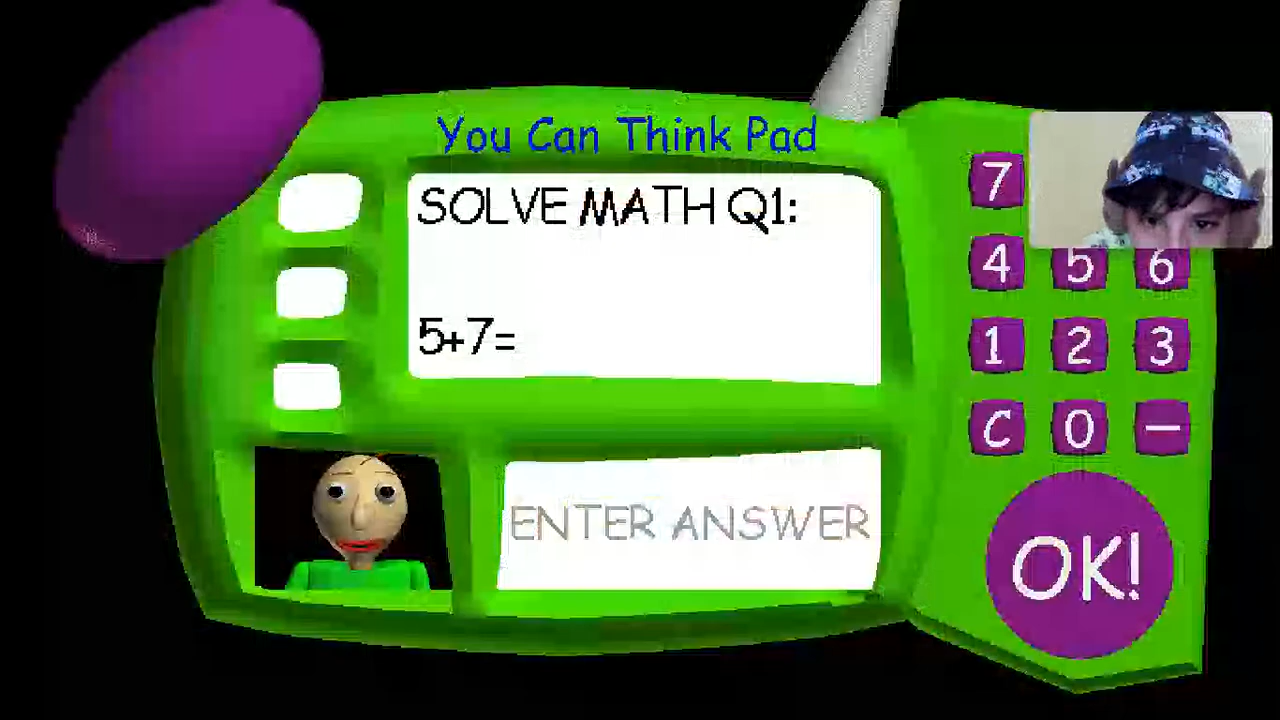 You Can Think Pad
SOLVE MATH Q1:
5+7=
ENTER ANSWER
7
4 5 6
1 2 3
C 0 −
OK!